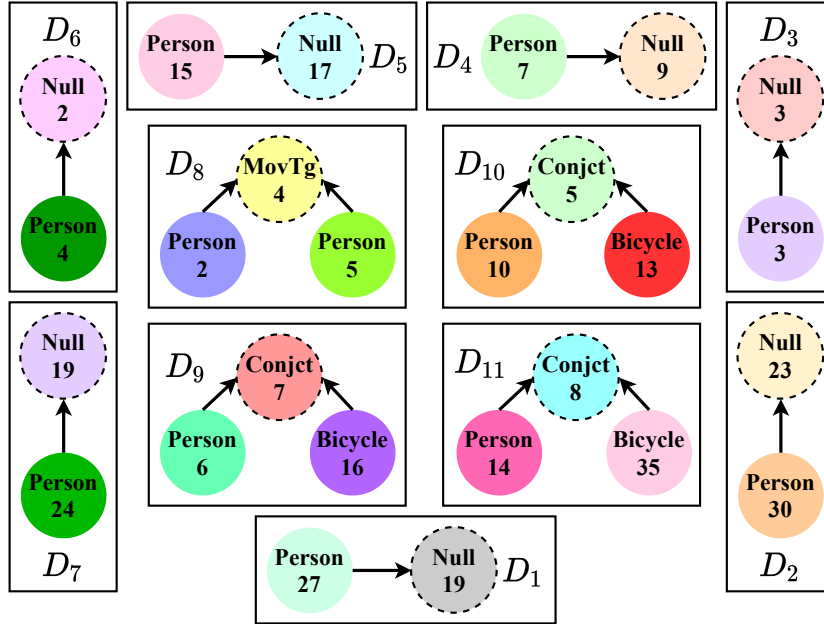 D6
Null
2
Person
4
Person
15
Null
17
D5
D4
Person
7
Null
9
D3
Null
3
Person
3
D8
MovTg
4
Person
2
Person
5
D10
Conjct
5
Person
10
Bicycle
13
Null
19
Person
24
D7
D9
Conjct
7
Person
6
Bicycle
16
D11
Conjct
8
Person
14
Bicycle
35
Null
23
Person
30
D2
Person
27
Null
19
D1